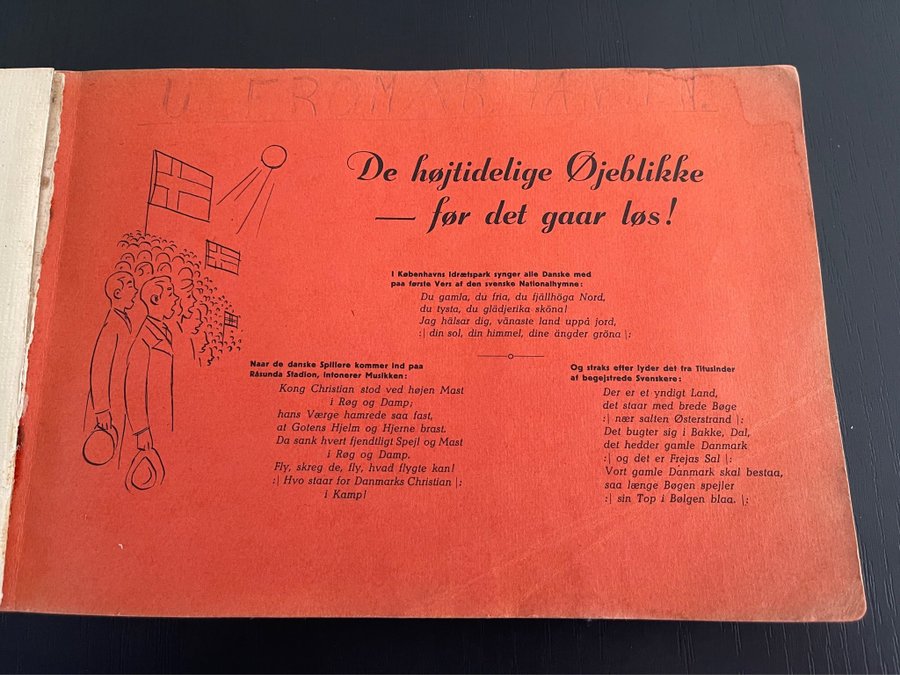 De højtidelige Øjeblikke
— før det gaar løs!
I Københavns Idrætspark synger alle Danske med
paa første Vers af den svenske Nationalhymne:
Du gamla, du fria, du fjällhöga Nord,
du tysta, du glädjerika sköna!
Jag hälsar dig, vänaste land uppå jord,
:| din sol, din himmel, dine ängder gröna |:
Naar de danske Spillere kommer ind paa
Råsunda Stadion, intonerer Musikken:
Kong Christian stod ved højen Mast
i Røg og Damp;
hans Værge hamrede saa fast,
at Gotens Hjelm og Hjerne brast.
Da sank hvert fjendtligt Spejl og Mast
i Røg og Damp.
Fly, skreg de, fly, hvad flygte kan!
:| Hvo staar for Danmarks Christian |:
i Kamp!
Og straks efter lyder det fra Titusinder
af begejstrede Svenskere:
Der er et yndigt Land,
det staar med brede Bøge
:| nær salten Østerstrand |:
Det bugter sig i Bakke, Dal,
det hedder gamle Danmark
:| og det er Frejas Sal |:
Vort gamle Danmark skal bestaa,
saa længe Bøgen spejler
:| sin Top i Bølgen blaa. |: